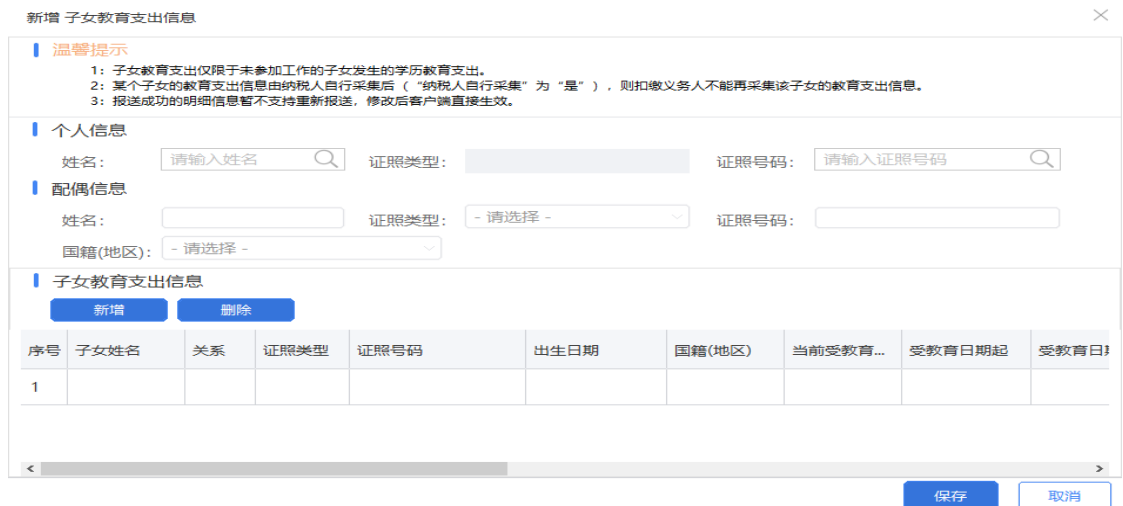 新增 子女教育支出信息
温馨提示
1：子女教育支出仅限于未参加工作的子女发生的学历教育支出。
2：某个子女的教育支出信息由纳税人自行采集后（“纳税人自行采集”为“是”），则扣缴义务人不能再采集该子女的教育支出信息。
3：报送成功的明细信息暂不支持重新报送，修改后客户端直接生效。
个人信息
姓名： 请输入姓名 证照类型： 证照号码： 请输入证照号码
配偶信息
姓名： 证照类型： - 请选择 - 证照号码：
国籍(地区)： - 请选择 -
子女教育支出信息
新增 删除
序号 子女姓名 关系 证照类型 证照号码 出生日期 国籍(地区) 当前受教育... 受教育日期起 受教育日
1
保存 取消